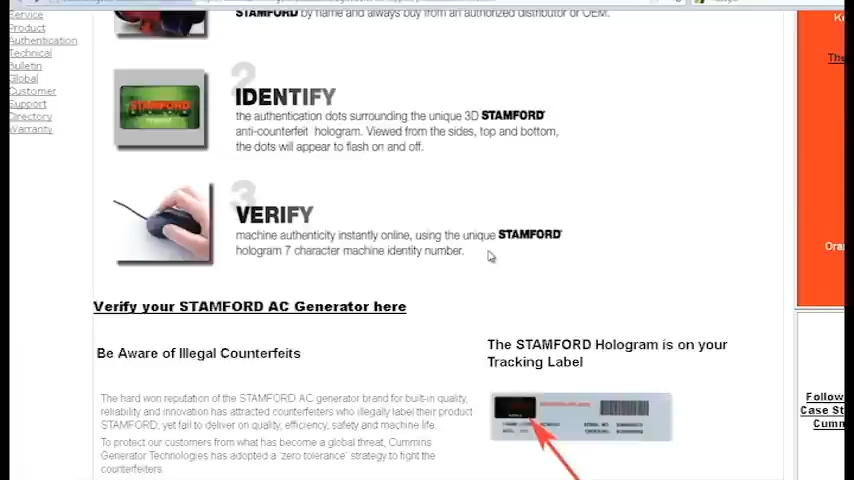 Service
Product
Authentication
Technical
Bulletin
Global
Customer
Support
Directory
Warranty
STAMFORD by name and always buy from an authorized distributor or OEM.
2
IDENTIFY
the authentication dots surrounding the unique 3D STAMFORD
anti-counterfeit hologram. Viewed from the sides, top and bottom,
the dots will appear to flash on and off.
STAMFORD
3
VERIFY
machine authenticity instantly online, using the unique STAMFORD
hologram 7 character machine identity number.
Verify your STAMFORD AC Generator here
Be Aware of Illegal Counterfeits
The hard won reputation of the STAMFORD AC generator brand for built-in quality,
reliability and innovation has attracted counterfeiters who illegally label their product
STAMFORD, yet fail to deliver on quality, efficiency, safety and machine life.
To protect our customers from what has become a global threat, Cummins
Generator Technologies has adopted a 'zero tolerance' strategy to fight the
counterfeiters.
The STAMFORD Hologram is on your
Tracking Label
Ke
The
Oran
Follow
Case St
Cumm